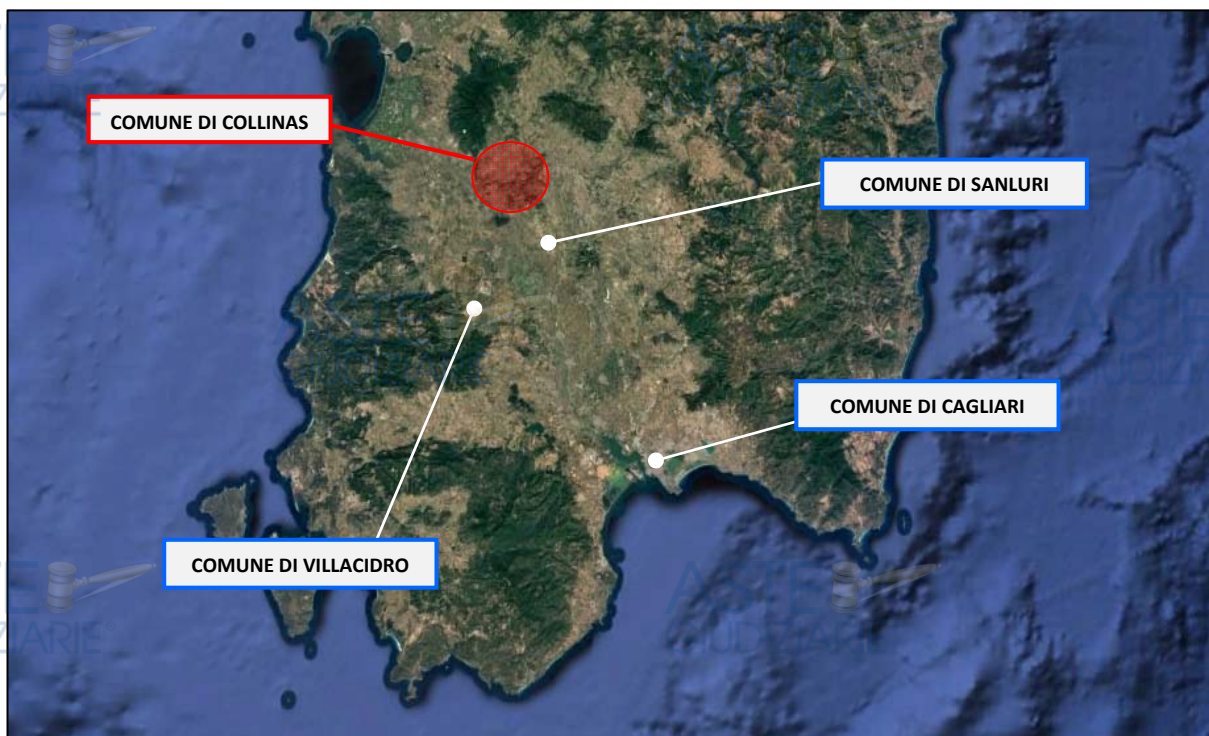 COMUNE DI COLLINAS
COMUNE DI SANLURI
COMUNE DI CAGLIARI
COMUNE DI VILLACIDRO